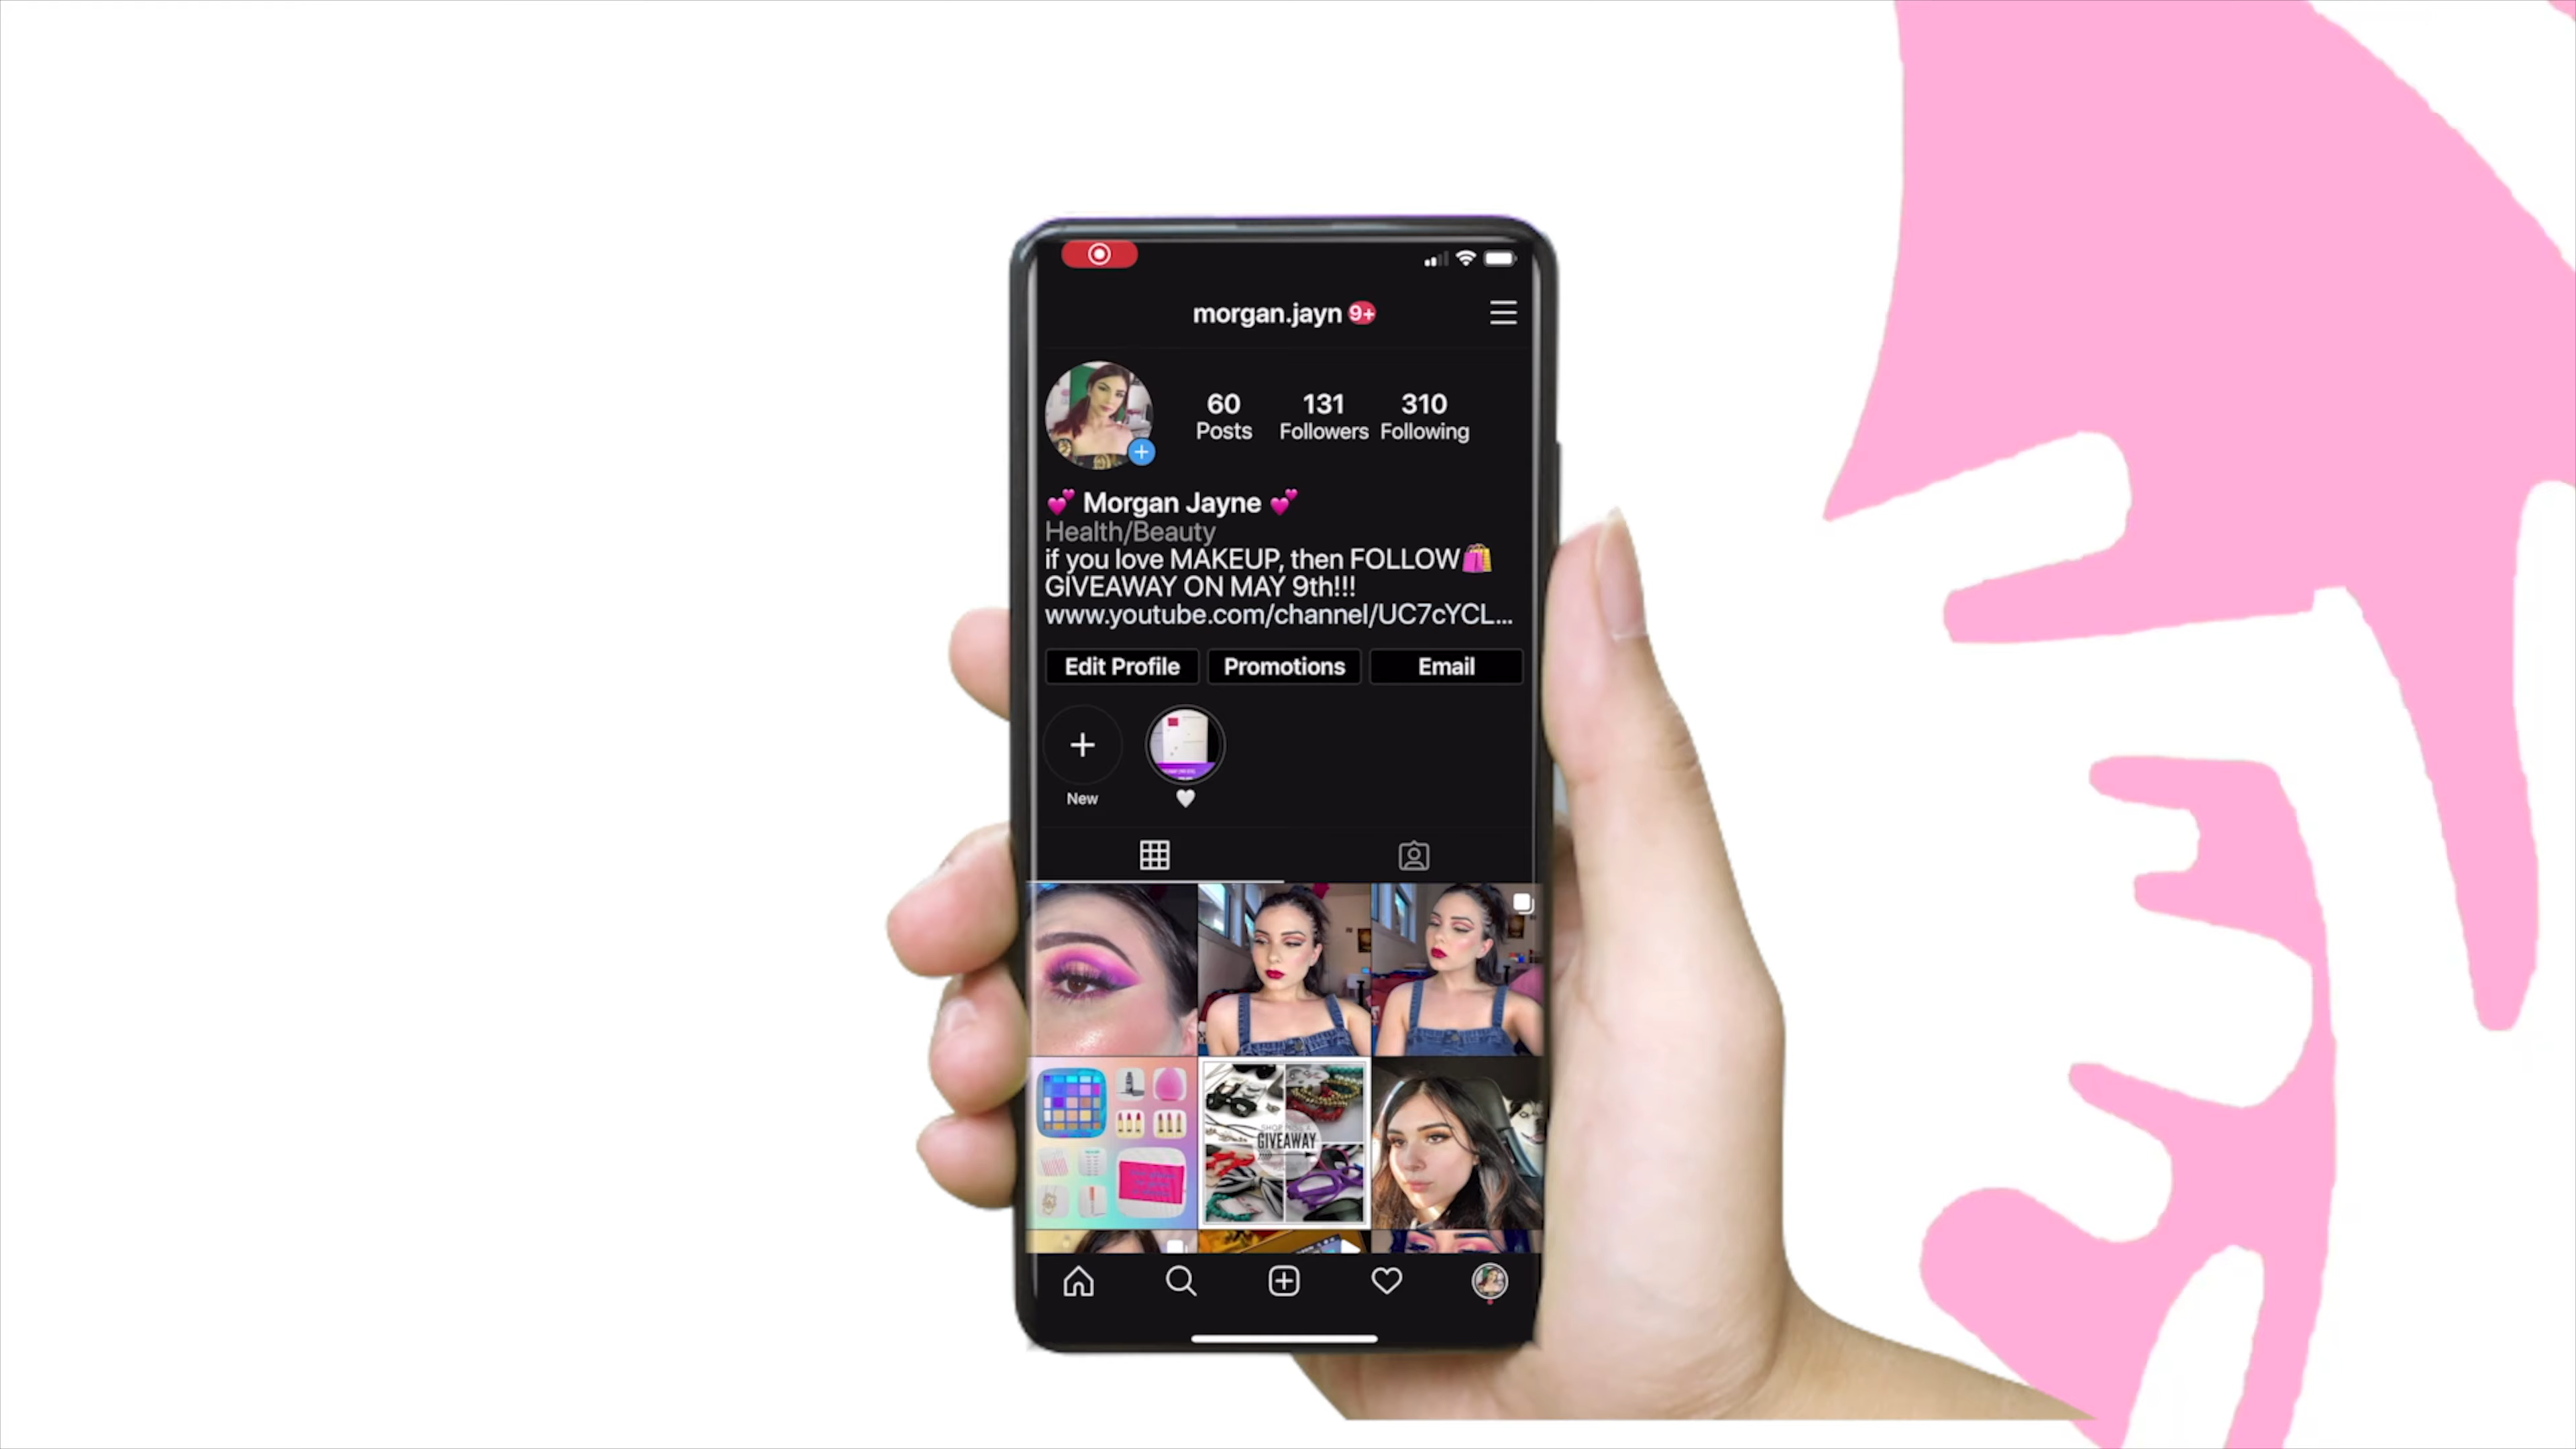 morgan.jayn 9+
60 131 310
Posts Followers Following
💕 Morgan Jayne 💕
Health/Beauty
if you love MAKEUP, then FOLLOW🛍️
GIVEAWAY ON MAY 9th!!!
www.youtube.com/channel/UC7cYCL...
Edit Profile Promotions Email
New 🤍
GIVEAWAY